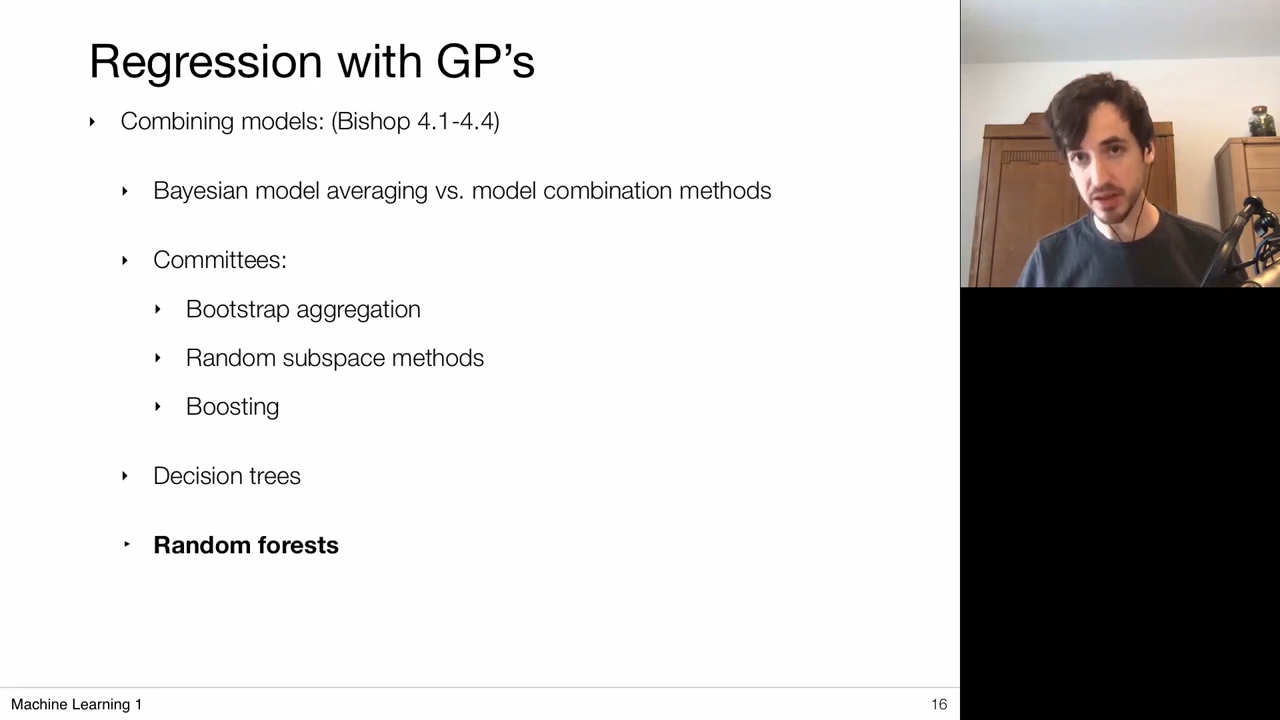 Regression with GP's
Combining models: (Bishop 4.1-4.4)
Bayesian model averaging vs. model combination methods
Committees:
Bootstrap aggregation
Random subspace methods
Boosting
Decision trees
Random forests
Machine Learning 1
16